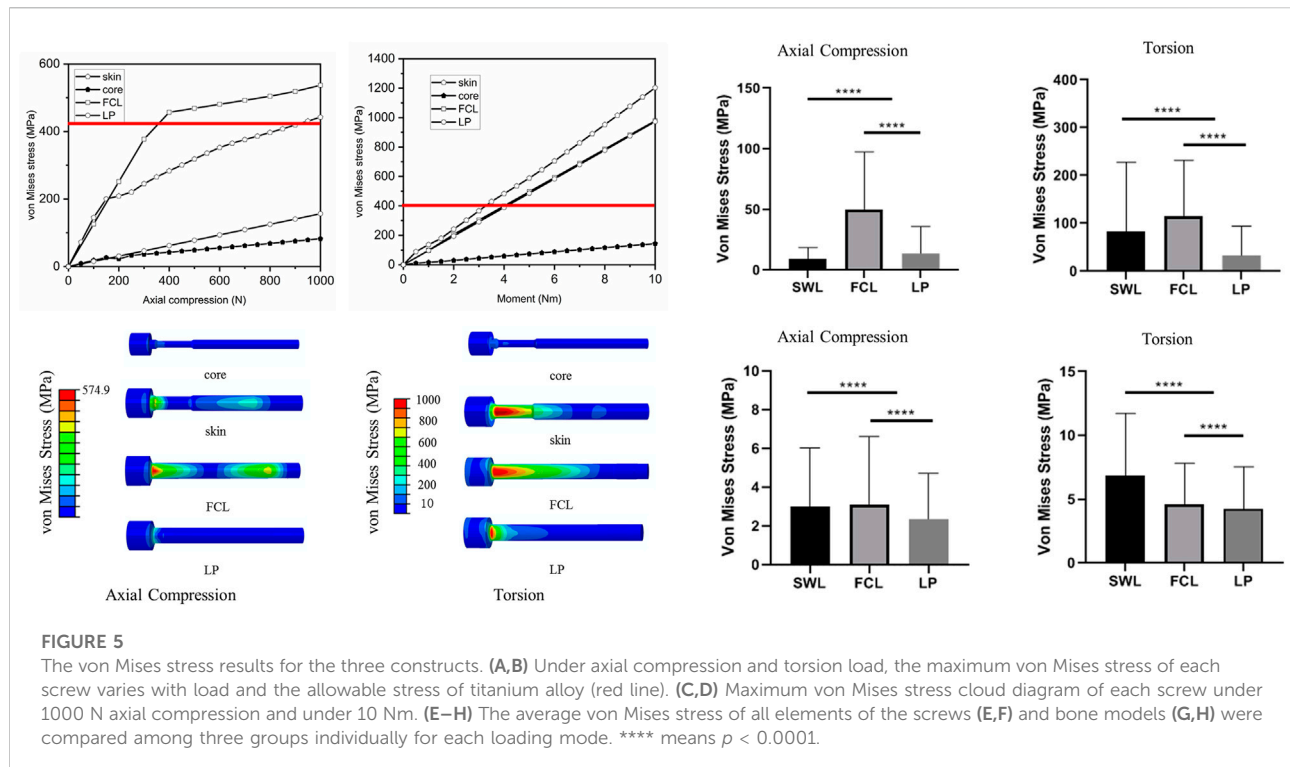 600
400
200
0
von Mises stress (MPa)
skin
core
FCL
LP
0 200 400 600 800 1000
Axial compression (N)
1400
1200
1000
800
600
400
200
0
von Mises stress (MPa)
skin
core
FCL
LP
0 2 4 6 8 10
Moment (Nm)
Axial Compression
150
100
50
0
Von Mises Stress (MPa)
****
****
SWL FCL LP
Torsion
400
300
200
100
0
Von Mises Stress (MPa)
****
****
SWL FCL LP
von Mises Stress (MPa)
574.9
core
skin
FCL
LP
Axial Compression
von Mises Stress (MPa)
1000
800
600
400
200
10
core
skin
FCL
LP
Torsion
Axial Compression
10
8
6
4
2
0
Von Mises Stress (MPa)
****
****
SWL FCL LP
Torsion
15
10
5
0
Von Mises Stress (MPa)
****
****
SWL FCL LP
FIGURE 5
The von Mises stress results for the three constructs. (A,B) Under axial compression and torsion load, the maximum von Mises stress of each
screw varies with load and the allowable stress of titanium alloy (red line). (C,D) Maximum von Mises stress cloud diagram of each screw under
1000 N axial compression and under 10 Nm. (E–H) The average von Mises stress of all elements of the screws (E,F) and bone models (G,H) were
compared among three groups individually for each loading mode. **** means p < 0.0001.